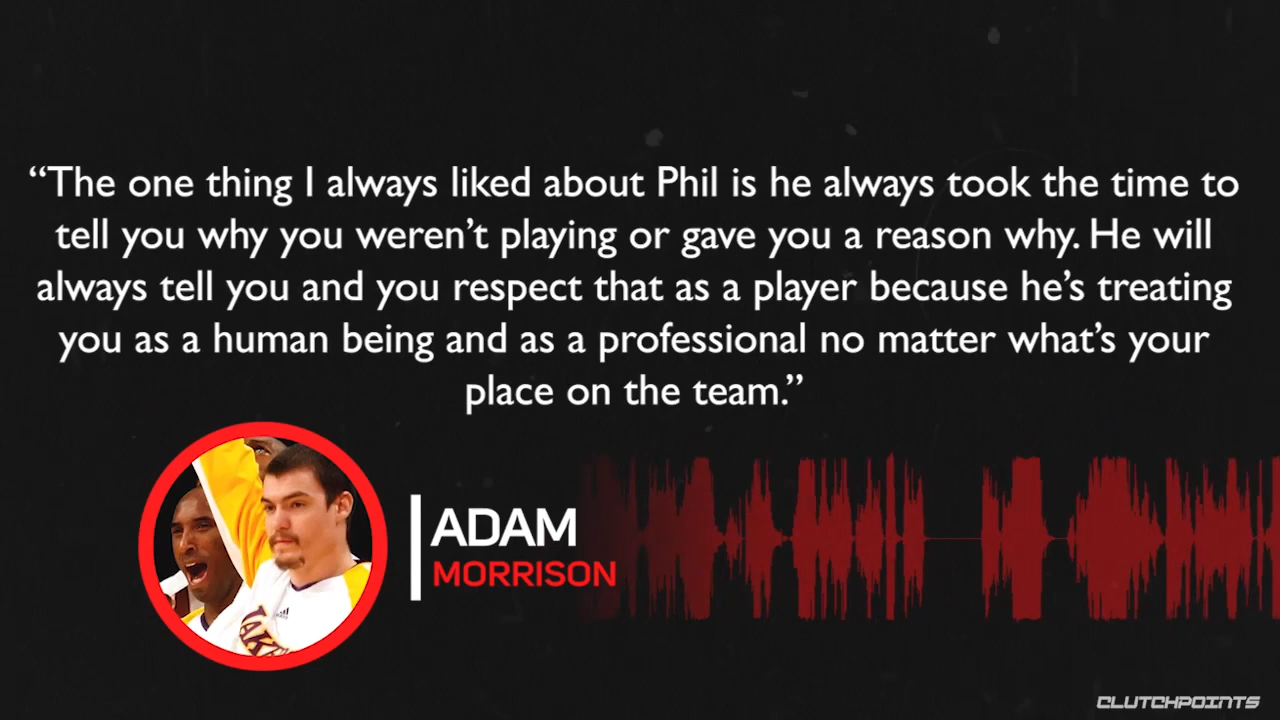 “The one thing I always liked about Phil is he always took the time to
tell you why you weren’t playing or gave you a reason why. He will
always tell you and you respect that as a player because he’s treating
you as a human being and as a professional no matter what’s your
place on the team.”
ADAM
MORRISON
LAKE
CLUTCHPOINTS